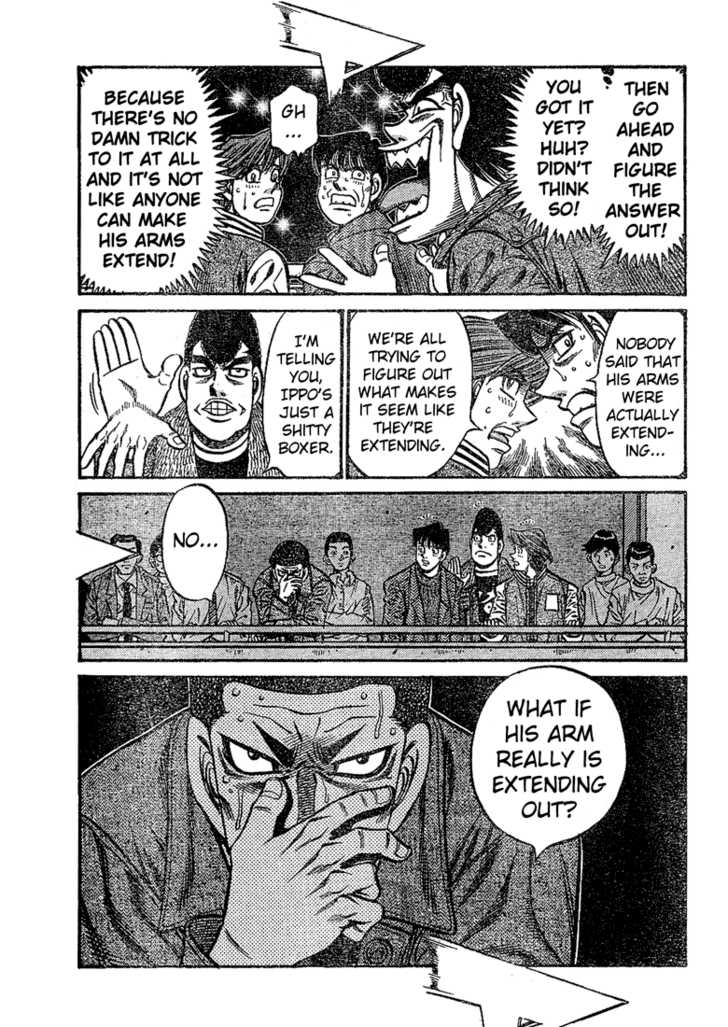 THEN
GO
AHEAD
AND
FIGURE
THE
ANSWER
OUT!
YOU
GOT IT
YET?
HUH?
DIDN'T
THINK
SO!
GH
...
BECAUSE
THERE'S NO
DAMN TRICK
TO IT AT ALL
AND IT'S NOT
LIKE ANYONE
CAN MAKE
HIS ARMS
EXTEND!
NOBODY
SAID THAT
HIS ARMS
WERE
ACTUALLY
EXTEND-
ING...
WE'RE ALL
TRYING TO
FIGURE OUT
WHAT MAKES
IT SEEM LIKE
THEY'RE
EXTENDING.
I'M
TELLING
YOU,
IPPO'S
JUST A
SHITTY
BOXER.
NO...
WHAT IF
HIS ARM
REALLY IS
EXTENDING
OUT?